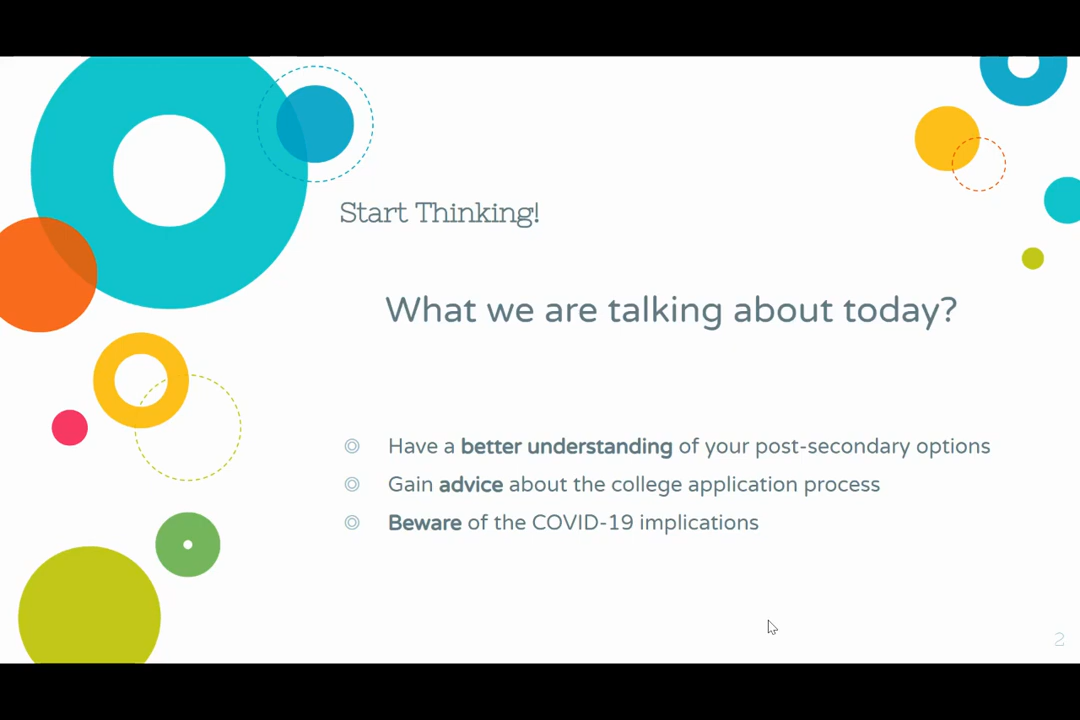 Start Thinking!
What we are talking about today?
Have a better understanding of your post-secondary options
Gain advice about the college application process
Beware of the COVID-19 implications
2